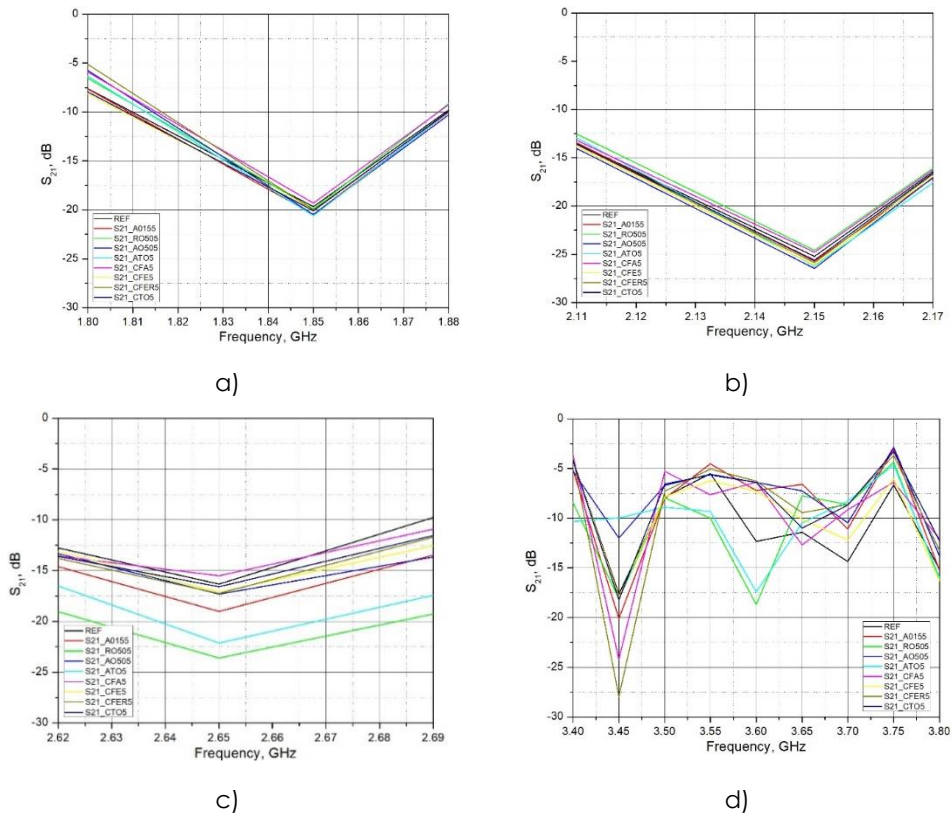 0
-5
-10
-15
-20
-25
-30
S21, dB
REF
S21_A0155
S21_RO505
S21_AO505
S21_ATO5
S21_CFA5
S21_CFE5
S21_CFER5
S21_CTO5
1.80 1.81 1.82 1.83 1.84 1.85 1.86 1.87 1.88
Frequency, GHz
a)
0
-5
-10
-15
-20
-25
-30
S21, dB
REF
S21_A0155
S21_RO505
S21_AO505
S21_ATO5
S21_CFA5
S21_CFE5
S21_CFER5
S21_CTO5
2.11 2.12 2.13 2.14 2.15 2.16 2.17
Frequency, GHz
b)
0
-5
-10
-15
-20
-25
-30
S21, dB
REF
S21_A0155
S21_RO505
S21_AO505
S21_ATO5
S21_CFA5
S21_CFE5
S21_CFER5
S21_CTO5
2.62 2.63 2.64 2.65 2.66 2.67 2.68 2.69
Frequency, GHz
c)
0
-5
-10
-15
-20
-25
-30
S21, dB
REF
S21_A0155
S21_RO505
S21_AO505
S21_ATO5
S21_CFA5
S21_CFE5
S21_CFER5
S21_CTO5
3.40 3.45 3.50 3.55 3.60 3.65 3.70 3.75 3.80
Frequency, GHz
d)